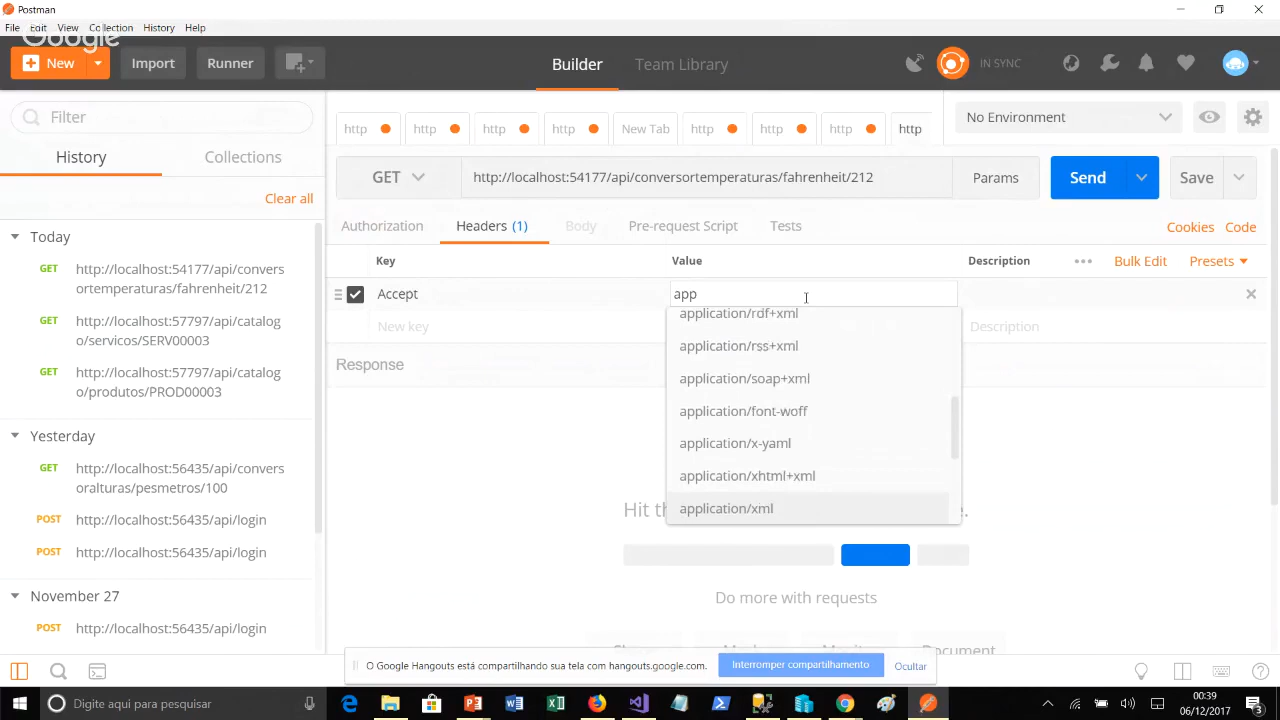 Postman
File Edit View Collection History Help
Google
New Import Runner Builder Team Library IN SYNC
Filter
History Collections
Clear all
Today
GET http://localhost:54177/api/convers
ortemperaturas/fahrenheit/212
GET http://localhost:57797/api/catalog
o/servicos/SERV00003
GET http://localhost:57797/api/catalog
o/produtos/PROD00003
Yesterday
GET http://localhost:56435/api/convers
oralturas/pesmetros/100
POST http://localhost:56435/api/login
POST http://localhost:56435/api/login
November 27
POST http://localhost:56435/api/login
http http http http New Tab http http http http
No Environment
GET http://localhost:54177/api/conversortemperaturas/fahrenheit/212 Params Send Save
Authorization Headers (1) Body Pre-request Script Tests Cookies Code
Key Value Description ••• Bulk Edit Presets
Accept app
New key Description
application/rdf+xml
application/rss+xml
application/soap+xml
application/font-woff
application/x-yaml
application/xhtml+xml
application/xml
Response
Hit th e.
Do more with requests
Document
O Google Hangouts está compartilhando sua tela com hangouts.google.com. Interromper compartilhamento Ocultar
Digite aqui para pesquisar
00:39
06/12/2017
3